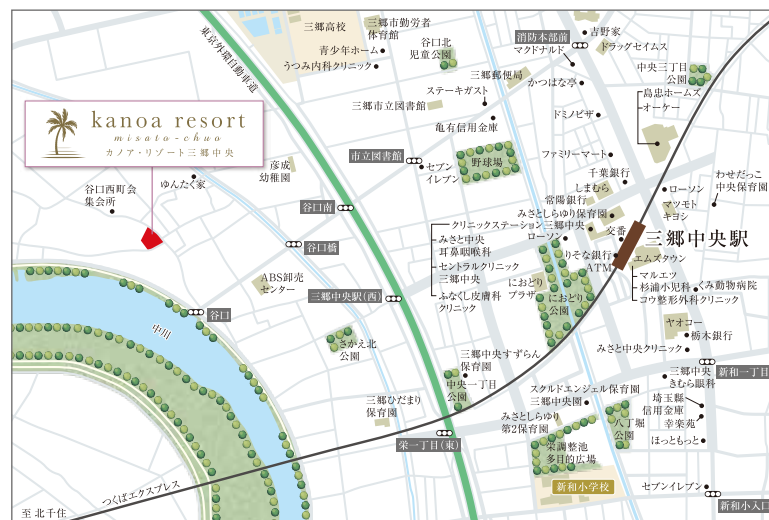 三郷高校
三郷市勤労者
体育館
青少年ホーム
うつみ内科クリニック
谷口北
児童公園
東京外環自動車道
消防本部前
吉野家
マクドナルド
ドラッグセイムス
三郷郵便局
かつはな亭
中央三丁目
公園
島忠ホームズ
オーケー
ステーキガスト
三郷市立図書館
亀有信用金庫
ドミノピザ
kanoa resort
misato-chuo
カノア・リゾート三郷中央
彦成
幼稚園
市立図書館
セブン
イレブン
野球場
ファミリーマート
千葉銀行
しまむら
常陽銀行
わせだっこ
中央保育園
ゆんたく家
谷口西町会
集会所
谷口南
谷口橋
ローソン
マツモト
キヨシ
みさとしらゆり保育園
クリニックステーション三郷中央
ローソン
交番
三郷中央駅
みさと中央
耳鼻咽喉科
セントラルクリニック
三郷中央
ふなくし皮膚科
クリニック
りそな銀行
ATM
エムズタウン
マルエツ
杉浦小児科
コウ整形外科クリニック
くみ動物病院
ABS卸売
センター
三郷中央駅(西)
におどり
プラザ
におどり
公園
谷口
中川
さかえ北
公園
ヤオコー
栃木銀行
みさと中央クリニック
新和一丁目
三郷中央すずらん
保育園
中央一丁目
公園
三郷中央
きむら眼科
スクルドエンジェル保育園
三郷中央園
三郷ひだまり
保育園
みさとしらゆり
第2保育園
八丁堀
公園
埼玉縣
信用金庫
幸楽苑
ほっともっと
栄一丁目(東)
栄調整池
多目的広場
新和小学校
セブンイレブン
新和小入口
つくばエクスプレス
至 北千住